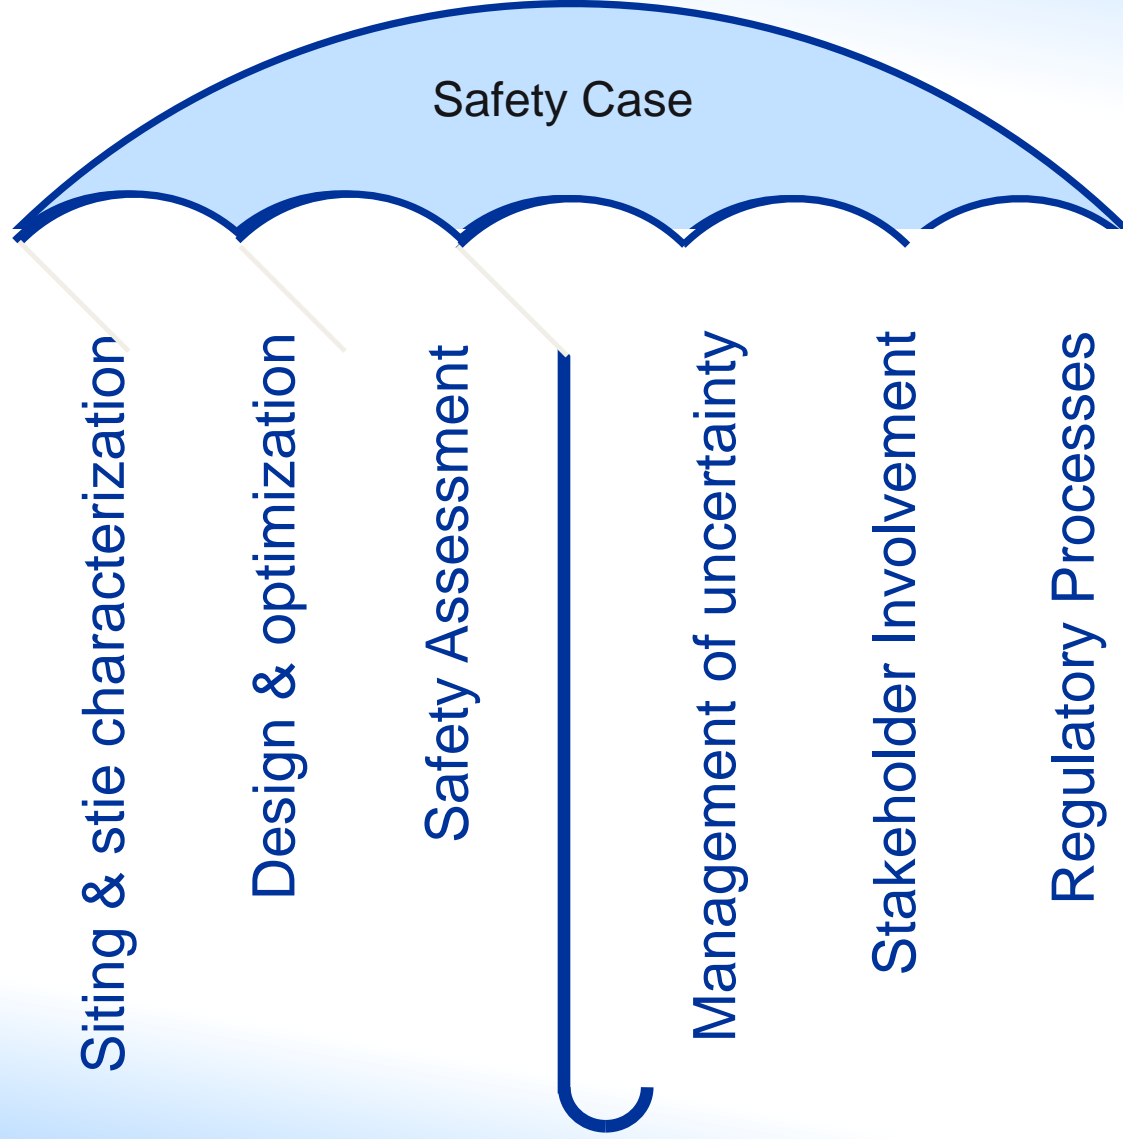 Safety Case
Siting & stie characterization
Design & optimization
Safety Assessment
Management of uncertainty
Stakeholder Involvement
Regulatory Processes